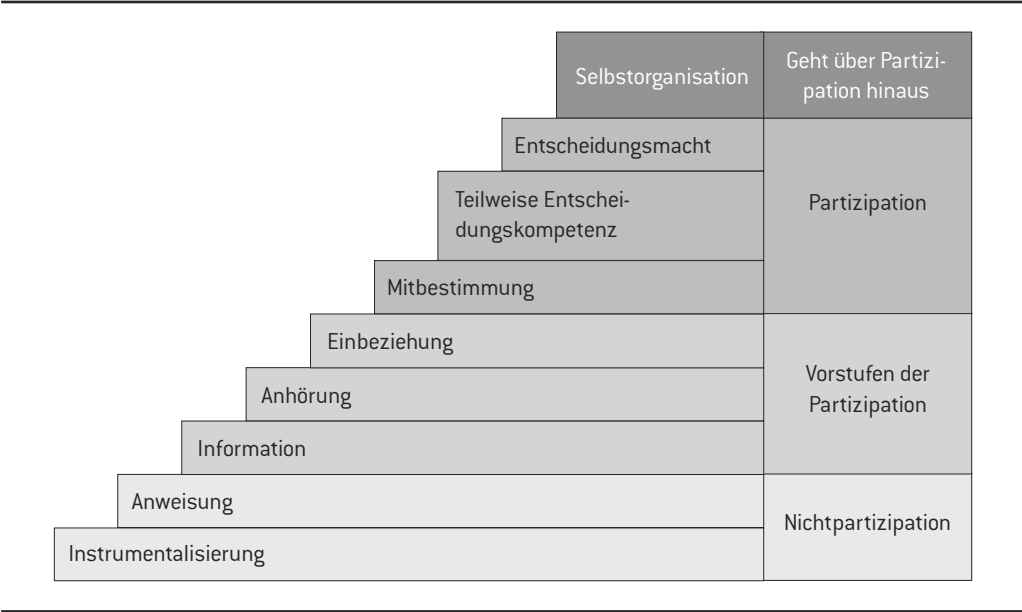 Selbstorganisation
Geht über Partizi-
pation hinaus
Entscheidungsmacht
Teilweise Entschei-
dungskompetenz
Partizipation
Mitbestimmung
Einbeziehung
Anhörung
Vorstufen der
Partizipation
Information
Anweisung
Nichtpartizipation
Instrumentalisierung